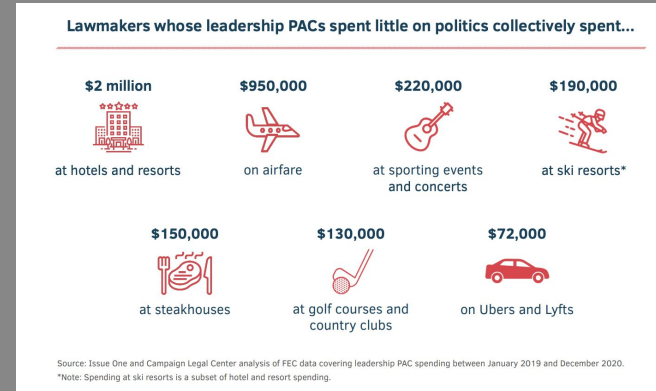 Lawmakers whose leadership PACs spent little on politics collectively spent...
$2 million
at hotels and resorts
$950,000
on airfare
$220,000
at sporting events
and concerts
$190,000
at ski resorts*
$150,000
at steakhouses
$130,000
at golf courses and
country clubs
$72,000
on Ubers and Lyfts
Source: Issue One and Campaign Legal Center analysis of FEC data covering leadership PAC spending between January 2019 and December 2020.
*Note: Spending at ski resorts is a subset of hotel and resort spending.